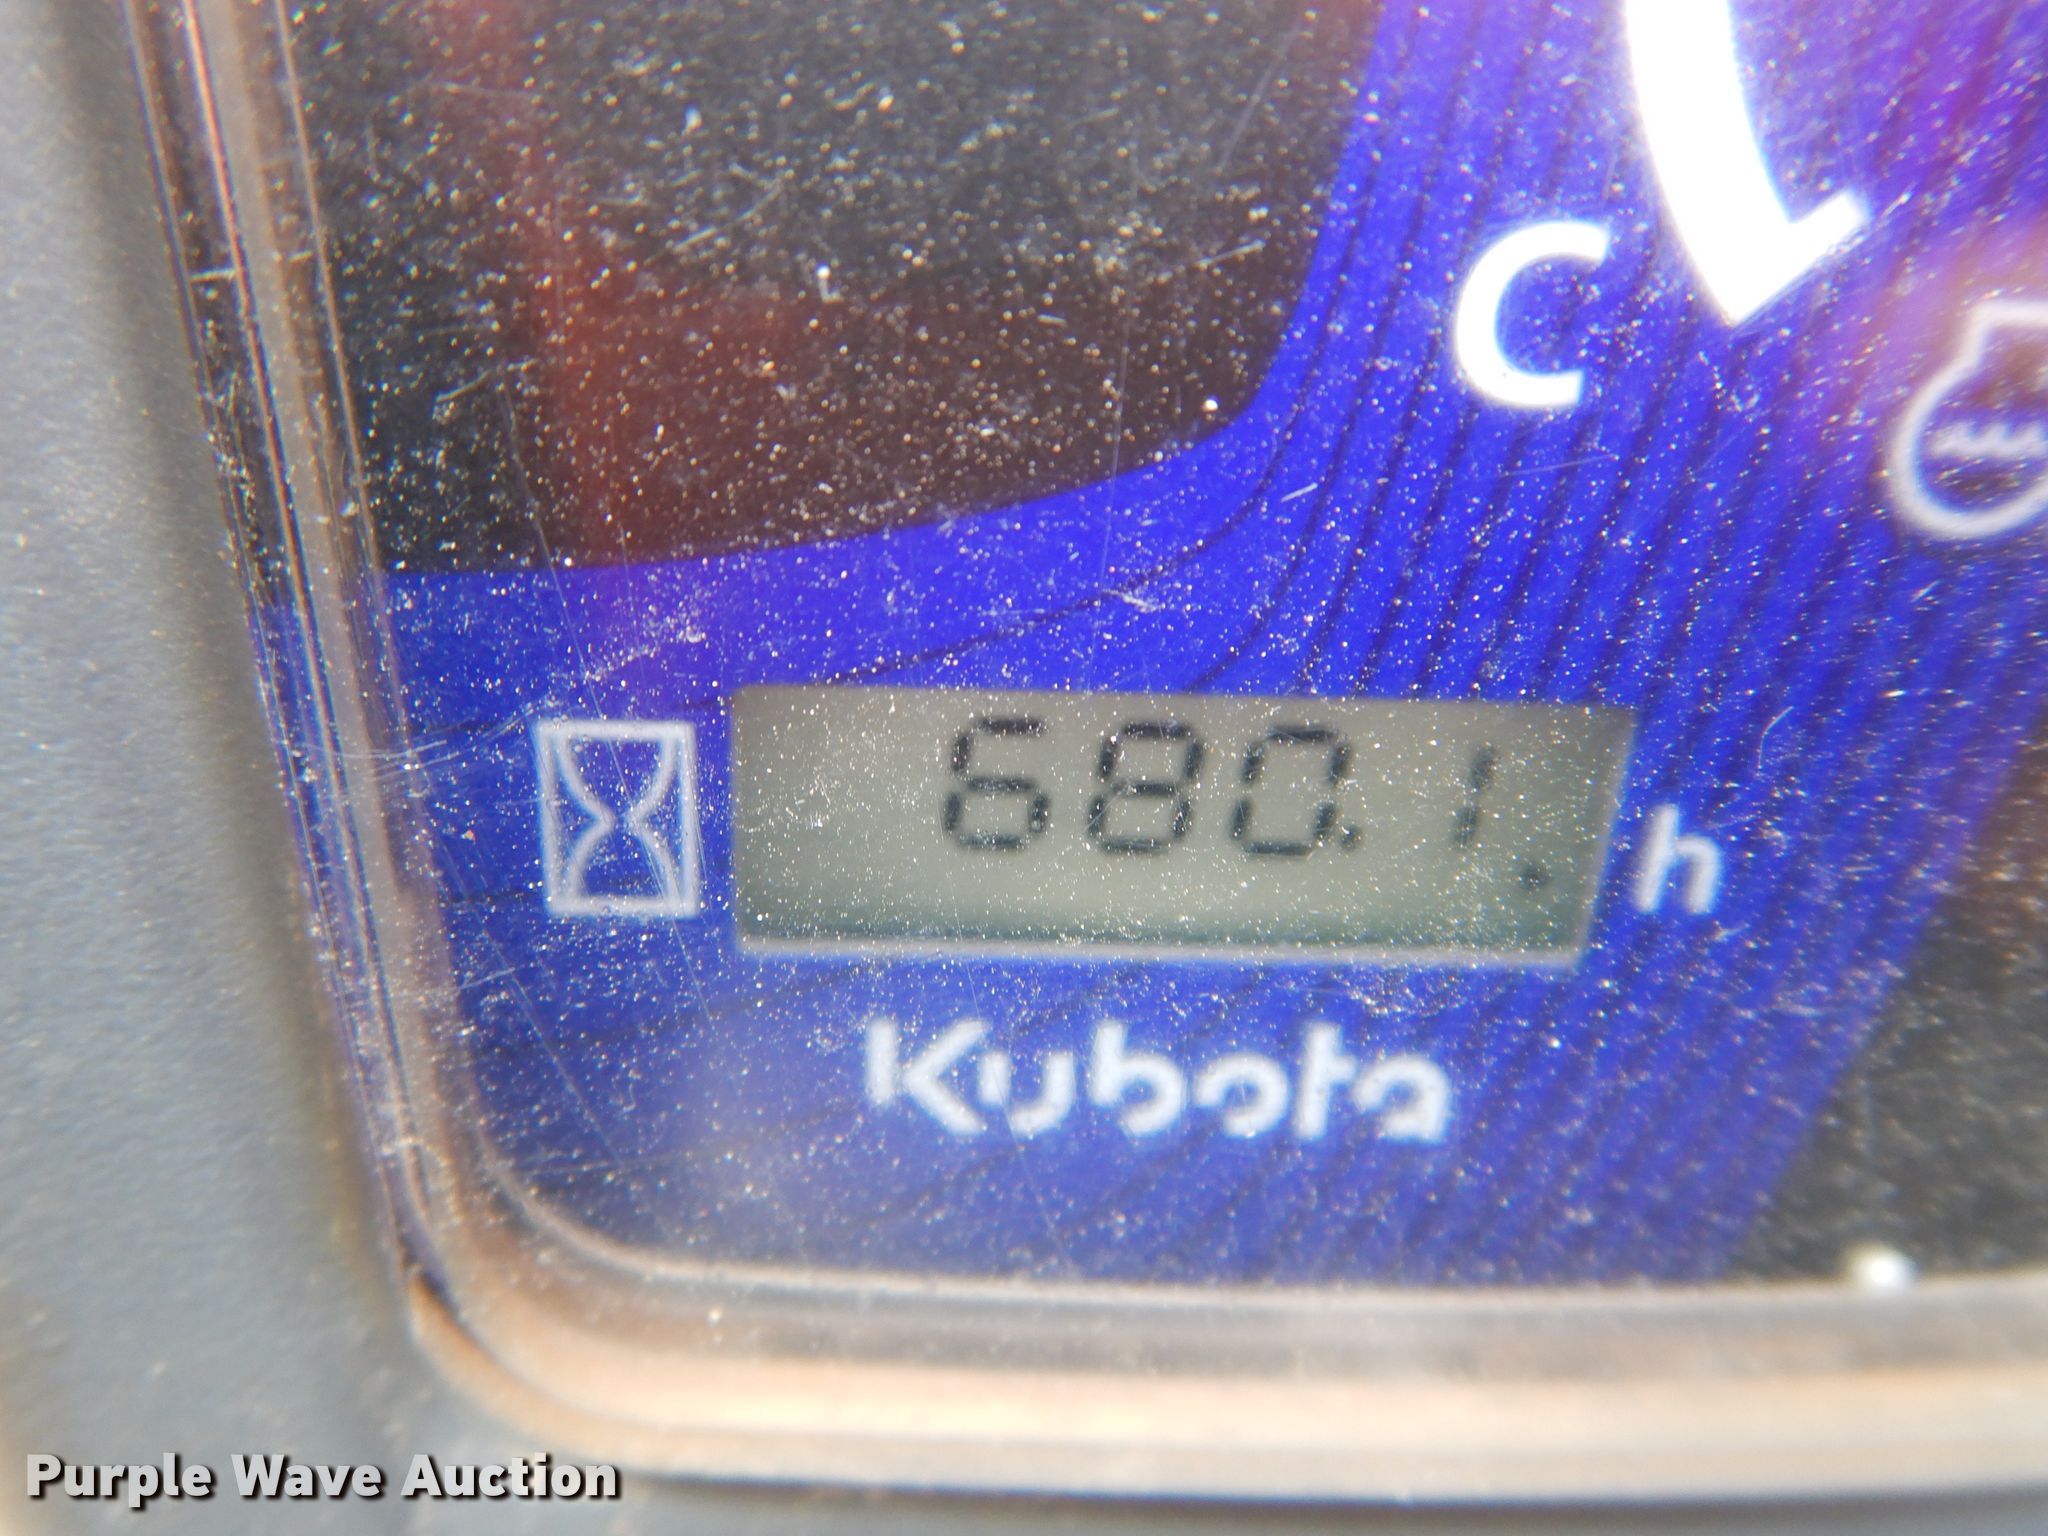 C
680.1 h
Kubota
Purple Wave Auction